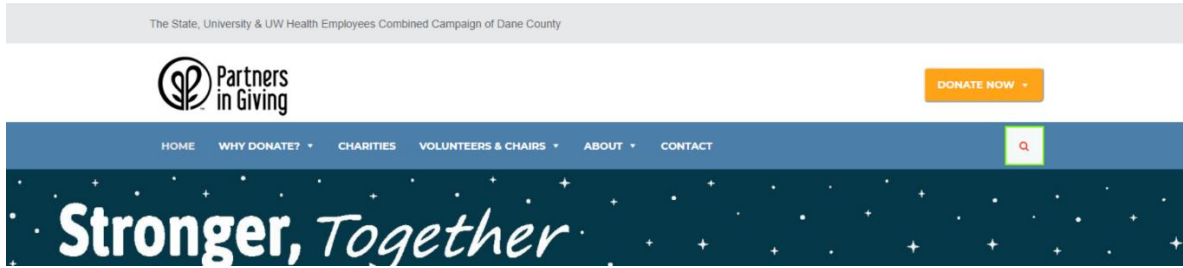 The State, University & UW Health Employees Combined Campaign of Dane County
Partners
in Giving
DONATE NOW
HOME WHY DONATE? CHARITIES VOLUNTEERS & CHAIRS ABOUT CONTACT
Stronger, Together